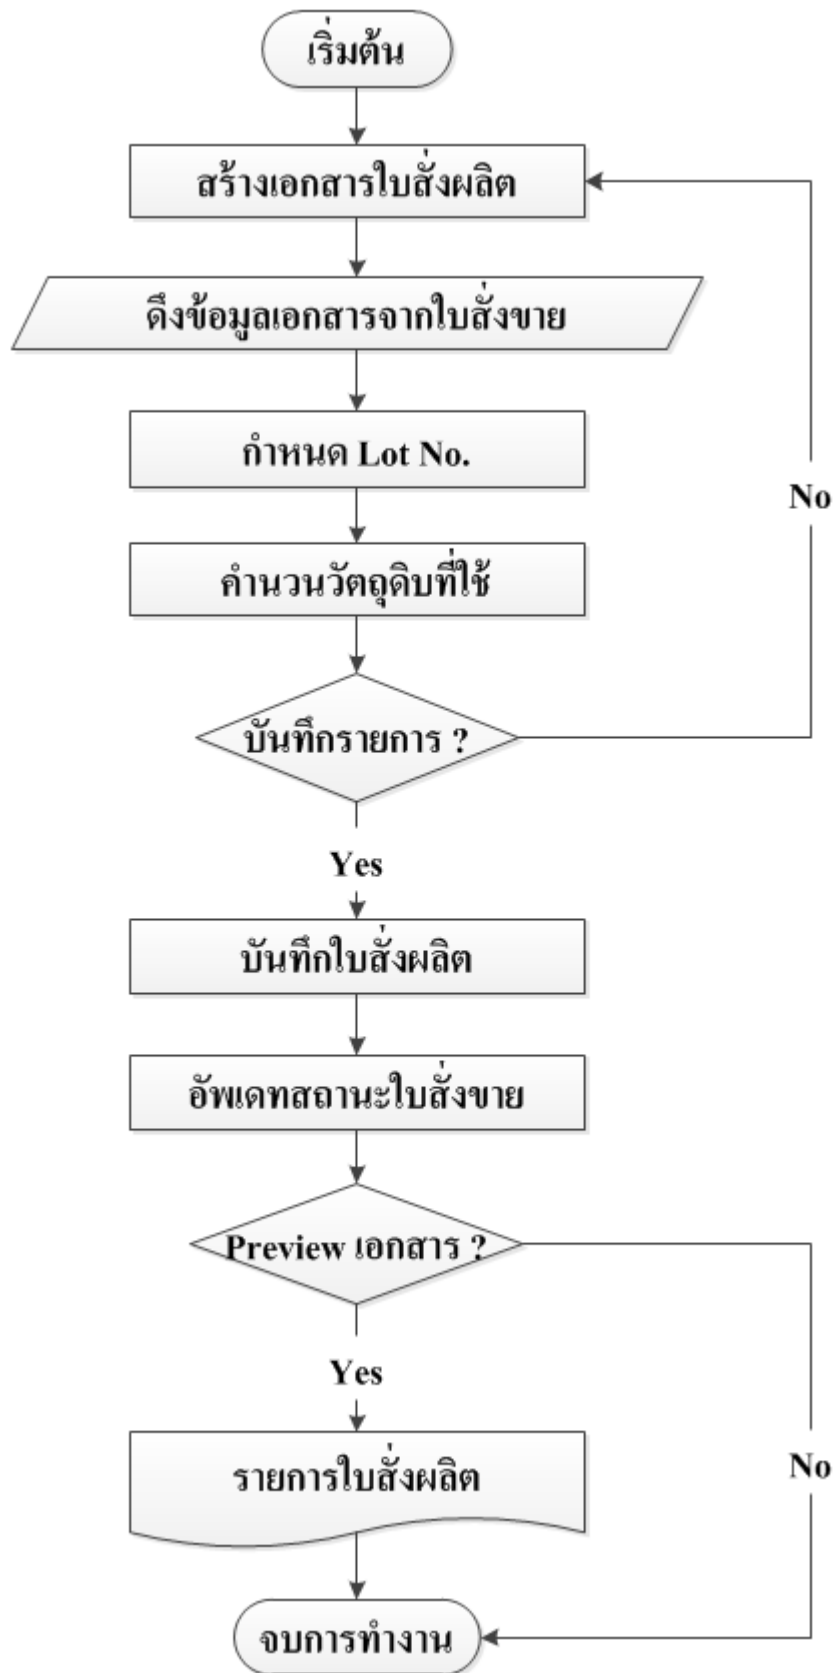 เริ่มต้น
สร้างเอกสารใบสั่งผลิต
ดึงข้อมูลเอกสารจากใบสั่งขาย
กำหนด Lot No.
No
คำนวนวัตถุดิบที่ใช้
บันทึกรายการ ?
Yes
บันทึกใบสั่งผลิต
อัพเดทสถานะใบสั่งขาย
Preview เอกสาร ?
Yes
No
รายการใบสั่งผลิต
จบการทำงาน